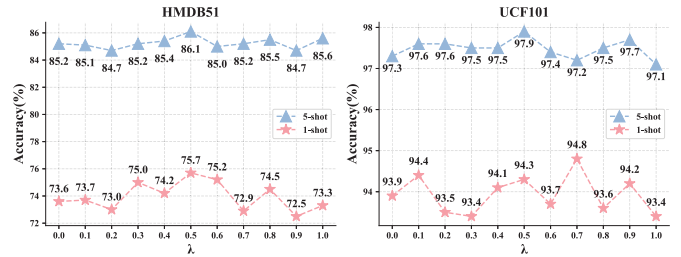 HMDB51
Accuracy(%)
86
84
82
80
78
76
74
72
85.2 85.1 84.7 85.2 85.4 86.1 85.0 85.2 85.5 84.7 85.6
5-shot
1-shot
73.6 73.7 73.0 75.0 74.2 75.7 75.2 72.9 74.5 72.5 73.3
0.0 0.1 0.2 0.3 0.4 0.5 0.6 0.7 0.8 0.9 1.0
λ
UCF101
Accuracy(%)
98
97
96
95
94
97.3 97.6 97.6 97.5 97.5 97.9 97.4 97.2 97.5 97.7 97.1
5-shot
1-shot
93.9 94.4 93.5 93.4 94.1 94.3 93.7 94.8 93.6 94.2 93.4
0.0 0.1 0.2 0.3 0.4 0.5 0.6 0.7 0.8 0.9 1.0
λ